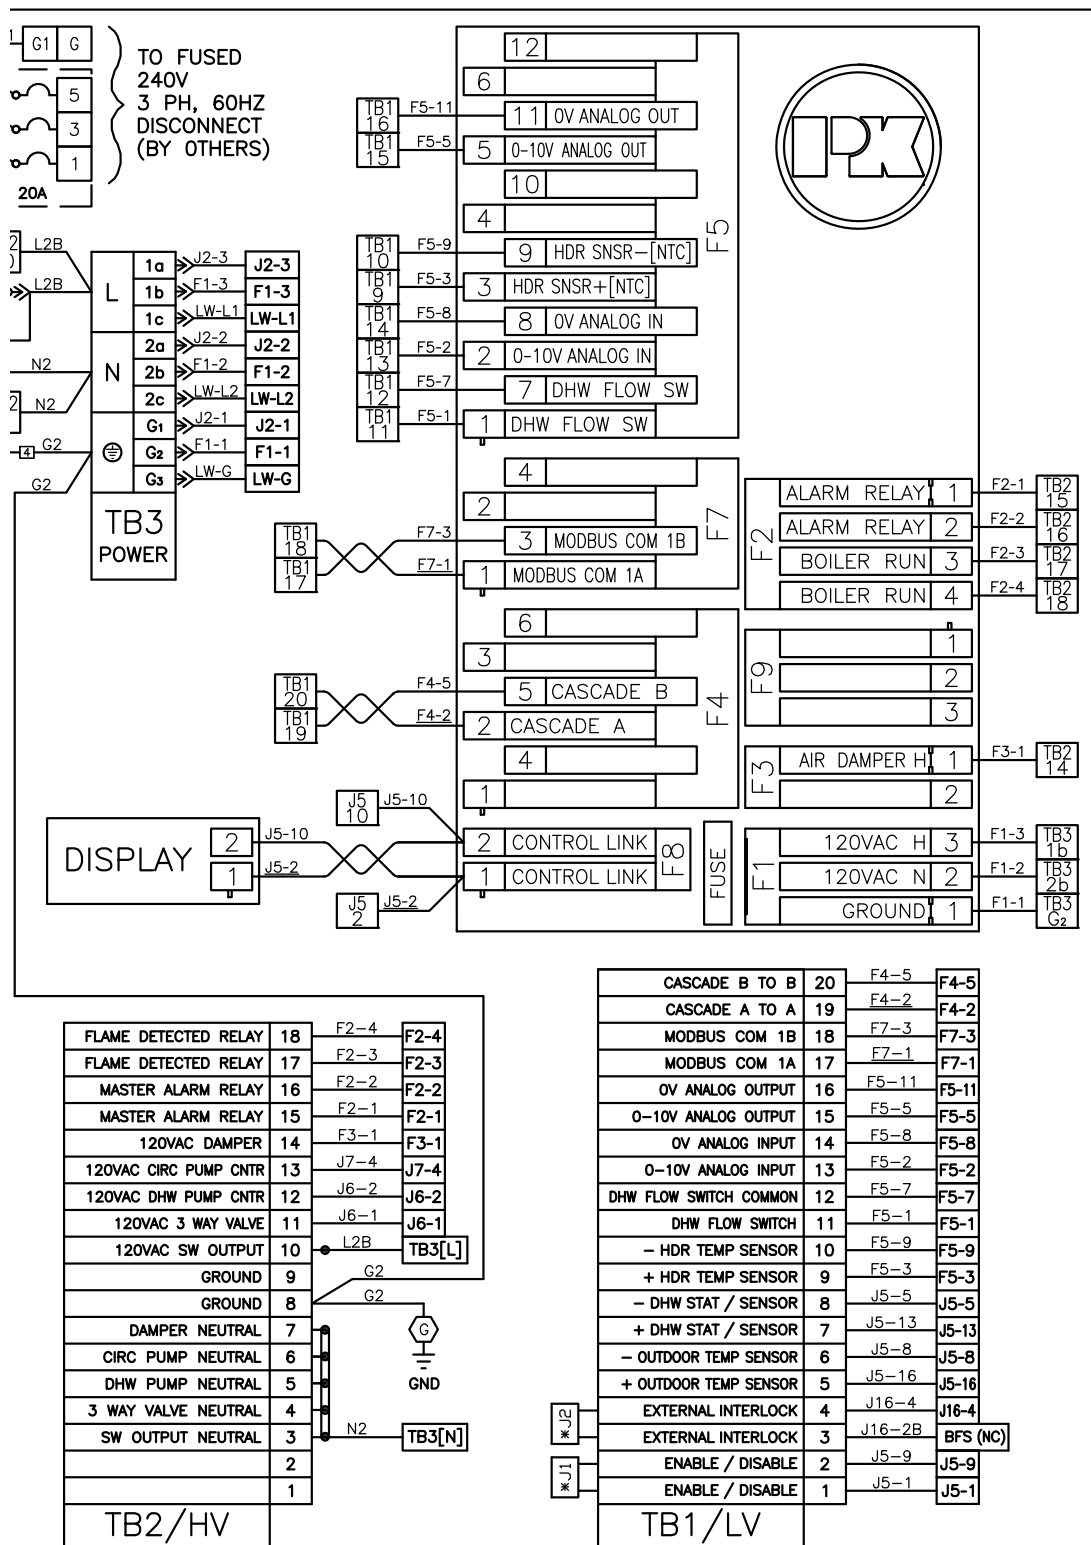 G1 G
5
3
1
20A
TO FUSED
240V
3 PH, 60HZ
DISCONNECT
(BY OTHERS)
L2B
L2B
N2
N2
4 G2
G2
L
N
1a J2-3 J2-3
1b F1-3 F1-3
1c LW-L1 LW-L1
2a J2-2 J2-2
2b F1-2 F1-2
2c LW-L2 LW-L2
G1 J2-1 J2-1
G2 F1-1 F1-1
G3 LW-G LW-G
TB3
POWER
12
6
TB1 16 F5-11 11 0V ANALOG OUT
TB1 15 F5-5 5 0-10V ANALOG OUT
10
4
TB1 10 F5-9 9 HDR SNSR-[NTC]
TB1 9 F5-3 3 HDR SNSR+[NTC]
TB1 14 F5-8 8 0V ANALOG IN
TB1 13 F5-2 2 0-10V ANALOG IN
TB1 12 F5-7 7 DHW FLOW SW
TB1 11 F5-1 1 DHW FLOW SW
F5
PK
4
2
TB1 18 F7-3 3 MODBUS COM 1B
TB1 17 F7-1 1 MODBUS COM 1A
F7
6
3
TB1 20 F4-5 5 CASCADE B
TB1 19 F4-2 2 CASCADE A
4
1
F4
J5 10 J5-10
DISPLAY
2 J5-10 2 CONTROL LINK
1 J5-2 1 CONTROL LINK
J5 2 J5-2
F8
FUSE
F2
ALARM RELAY 1 F2-1 TB2 15
ALARM RELAY 2 F2-2 TB2 16
BOILER RUN 3 F2-3 TB2 17
BOILER RUN 4 F2-4 TB2 18
F9
1
2
3
F3
AIR DAMPER H 1 F3-1 TB2 14
2
F1
120VAC H 3 F1-3 TB3 1b
120VAC N 2 F1-2 TB3 2b
GROUND 1 F1-1 TB3 G2
FLAME DETECTED RELAY 18 F2-4 F2-4
FLAME DETECTED RELAY 17 F2-3 F2-3
MASTER ALARM RELAY 16 F2-2 F2-2
MASTER ALARM RELAY 15 F2-1 F2-1
120VAC DAMPER 14 F3-1 F3-1
120VAC CIRC PUMP CNTR 13 J7-4 J7-4
120VAC DHW PUMP CNTR 12 J6-2 J6-2
120VAC 3 WAY VALVE 11 J6-1 J6-1
120VAC SW OUTPUT 10 L2B TB3[L]
GROUND 9 G2
GROUND 8 G2
DAMPER NEUTRAL 7 G
CIRC PUMP NEUTRAL 6
DHW PUMP NEUTRAL 5 GND
3 WAY VALVE NEUTRAL 4
SW OUTPUT NEUTRAL 3 N2 TB3[N]
2
1
TB2/HV
CASCADE B TO B 20 F4-5 F4-5
CASCADE A TO A 19 F4-2 F4-2
MODBUS COM 1B 18 F7-3 F7-3
MODBUS COM 1A 17 F7-1 F7-1
0V ANALOG OUTPUT 16 F5-11 F5-11
0-10V ANALOG OUTPUT 15 F5-5 F5-5
0V ANALOG INPUT 14 F5-8 F5-8
0-10V ANALOG INPUT 13 F5-2 F5-2
DHW FLOW SWITCH COMMON 12 F5-7 F5-7
DHW FLOW SWITCH 11 F5-1 F5-1
- HDR TEMP SENSOR 10 F5-9 F5-9
+ HDR TEMP SENSOR 9 F5-3 F5-3
- DHW STAT / SENSOR 8 J5-5 J5-5
+ DHW STAT / SENSOR 7 J5-13 J5-13
- OUTDOOR TEMP SENSOR 6 J5-8 J5-8
+ OUTDOOR TEMP SENSOR 5 J5-16 J5-16
*J2
EXTERNAL INTERLOCK 4 J16-4 J16-4
EXTERNAL INTERLOCK 3 J16-2B BFS (NC)
*J1
ENABLE / DISABLE 2 J5-9 J5-9
ENABLE / DISABLE 1 J5-1 J5-1
TB1/LV